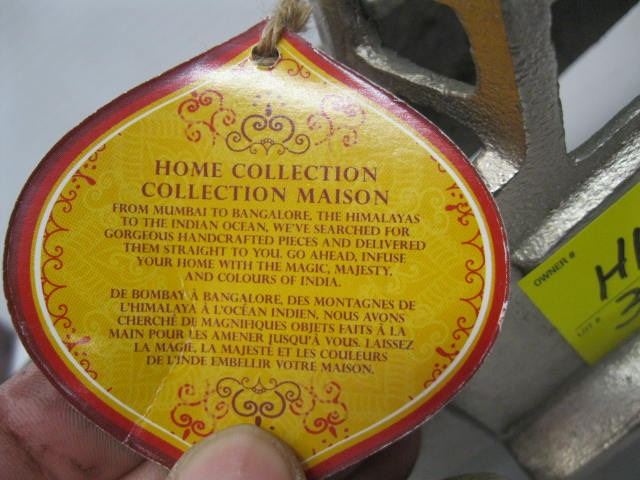 HOME COLLECTION
COLLECTION MAISON
FROM MUMBAI TO BANGALORE, THE HIMALAYAS
TO THE INDIAN OCEAN, WE'VE SEARCHED FOR
GORGEOUS HANDCRAFTED PIECES AND DELIVERED
THEM STRAIGHT TO YOU. GO AHEAD, INFUSE
YOUR HOME WITH THE MAGIC, MAJESTY,
AND COLOURS OF INDIA.
DE BOMBAY À BANGALORE, DES MONTAGNES DE
L'HIMALAYA À L'OCÉAN INDIEN, NOUS AVONS
CHERCHÉ DE MAGNIFIQUES OBJETS FAITS À LA
MAIN POUR LES AMENER JUSQU'À VOUS. LAISSEZ
LA MAGIE, LA MAJESTÉ ET LES COULEURS
DE L'INDE EMBELLIR VOTRE MAISON.
OWNER #
LOT #